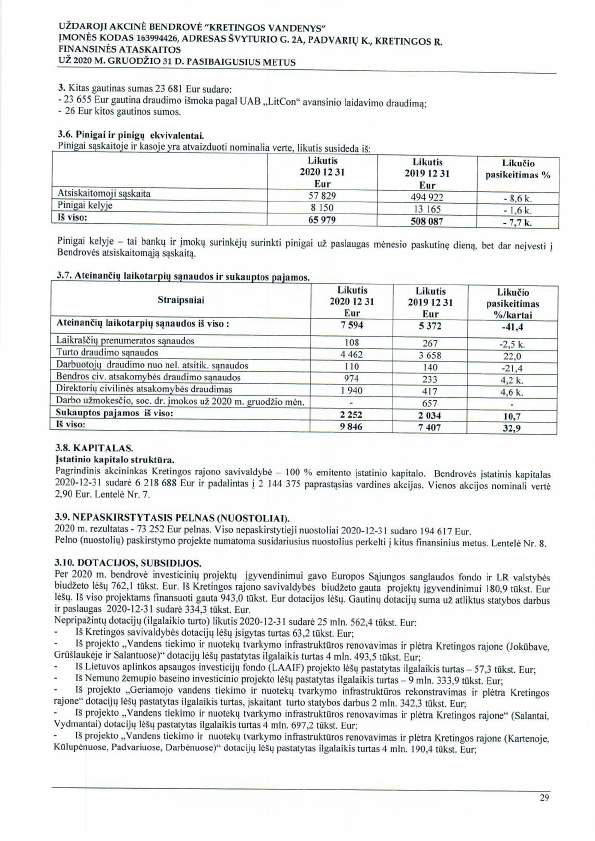 UŽDAROJI AKCINĖ BENDROVĖ "KRETINGOS VANDENYS"
ĮMONĖS KODAS 163994426, ADRESAS ŠVYTURIO G. 2A, PADVARIŲ K., KRETINGOS R.
FINANSINĖS ATASKAITOS
UŽ 2020 M. GRUODŽIO 31 D. PASIBAIGUSIUS METUS
3. Kitas gautinas sumas 23 681 Eur sudaro:
- 23 655 Eur gautina draudimo išmoka pagal UAB „LitCon“ avansinio laidavimo draudimą;
- 26 Eur kitos gautinos sumos.
3.6. Pinigai ir pinigų ekvivalentai.
Pinigai sąskaitoje ir kasoje yra atvaizduoti nominalia verte, likutis susideda iš:
Likutis 2020 12 31 Eur Likutis 2019 12 31 Eur Likučio pasikeitimas %
Atsiskaitomoji sąskaita 57 829 494 922 - 8,6 k.
Pinigai kelyje 8 150 13 165 - 1,6 k.
Iš viso: 65 979 508 087 - 7,7 k.
Pinigai kelyje – tai bankų ir įmokų surinkėjų surinkti pinigai už paslaugas mėnesio paskutinę dieną, bet dar neįvesti į
Bendrovės atsiskaitomąją sąskaitą.
3.7. Ateinančių laikotarpių sąnaudos ir sukauptos pajamos.
Straipsniai Likutis 2020 12 31 Eur Likutis 2019 12 31 Eur Likučio pasikeitimas %/kartai
Ateinančių laikotarpių sąnaudos iš viso : 7 594 5 372 -41,4
Laikraščių prenumeratos sąnaudos 108 267 -2,5 k.
Turto draudimo sąnaudos 4 462 3 658 22,0
Darbuotojų draudimo nuo nel. atsitik. sąnaudos 110 140 -21,4
Bendros civ. atsakomybės draudimo sąnaudos 974 233 4,2 k.
Direktorių civilinės atsakomybės draudimas 1 940 417 4,6 k.
Darbo užmokesčio, soc. dr. įmokos už 2020 m. gruodžio mėn. - 657 -
Sukauptos pajamos iš viso: 2 252 2 034 10,7
Iš viso: 9 846 7 407 32,9
3.8. KAPITALAS.
Įstatinio kapitalo struktūra.
Pagrindinis akcininkas Kretingos rajono savivaldybė – 100 % emitento įstatinio kapitalo. Bendrovės įstatinis kapitalas
2020-12-31 sudarė 6 218 688 Eur ir padalintas į 2 144 375 paprastąsias vardines akcijas. Vienos akcijos nominali vertė
2,90 Eur. Lentelė Nr. 7.
3.9. NEPASKIRSTYTASIS PELNAS (NUOSTOLIAI).
2020 m. rezultatas - 73 252 Eur pelnas. Viso nepaskirstytieji nuostoliai 2020-12-31 sudaro 194 617 Eur.
Pelno (nuostolių) paskirstymo projekte numatoma susidariusius nuostolius perkelti į kitus finansinius metus. Lentelė Nr. 8.
3.10. DOTACIJOS, SUBSIDIJOS.
Per 2020 m. bendrovė investicinių projektų įgyvendinimui gavo Europos Sąjungos sanglaudos fondo ir LR valstybės
biudžeto lėšų 762,1 tūkst. Eur. Iš Kretingos rajono savivaldybės biudžeto gauta projektų įgyvendinimui 180,9 tūkst. Eur
lėšų. Iš viso projektams finansuoti gauta 943,0 tūkst. Eur dotacijos lėšų. Gautinų dotacijų suma už atliktus statybos darbus
ir paslaugas 2020-12-31 sudarė 334,3 tūkst. Eur.
Nepripažintų dotacijų (ilgalaikio turto) likutis 2020-12-31 sudarė 25 mln. 562,4 tūkst. Eur:
- Iš Kretingos savivaldybės dotacijų lėšų įsigytas turtas 63,2 tūkst. Eur;
- Iš projekto „Vandens tiekimo ir nuotekų tvarkymo infrastruktūros renovavimas ir plėtra Kretingos rajone (Jokūbave,
Grūšlaukėje ir Salantuose)“ dotacijų lėšų pastatytas ilgalaikis turtas 4 mln. 493,5 tūkst. Eur;
- Iš Lietuvos aplinkos apsaugos investicijų fondo (LAAIF) projekto lėšų pastatytas ilgalaikis turtas – 57,3 tūkst. Eur;
- Iš Nemuno žemupio baseino investicinio projekto lėšų pastatytas ilgalaikis turtas – 9 mln. 333,9 tūkst. Eur;
- Iš projekto „Geriamojo vandens tiekimo ir nuotekų tvarkymo infrastruktūros rekonstravimas ir plėtra Kretingos
rajone“ dotacijų lėšų pastatytas ilgalaikis turtas, įskaitant turto statybos darbus 2 mln. 342,3 tūkst. Eur;
- Iš projekto „Vandens tiekimo ir nuotekų tvarkymo infrastruktūros renovavimas ir plėtra Kretingos rajone“ (Salantai,
Vydmantai) dotacijų lėšų pastatytas ilgalaikis turtas 4 mln. 697,2 tūkst. Eur;
- Iš projekto „Vandens tiekimo ir nuotekų tvarkymo infrastruktūros renovavimas ir plėtra Kretingos rajone (Kartenoje,
Kūlupėnuose, Padvariuose, Darbėnuose)“ dotacijų lėšų pastatytas ilgalaikis turtas 4 mln. 190,4 tūkst. Eur;
29